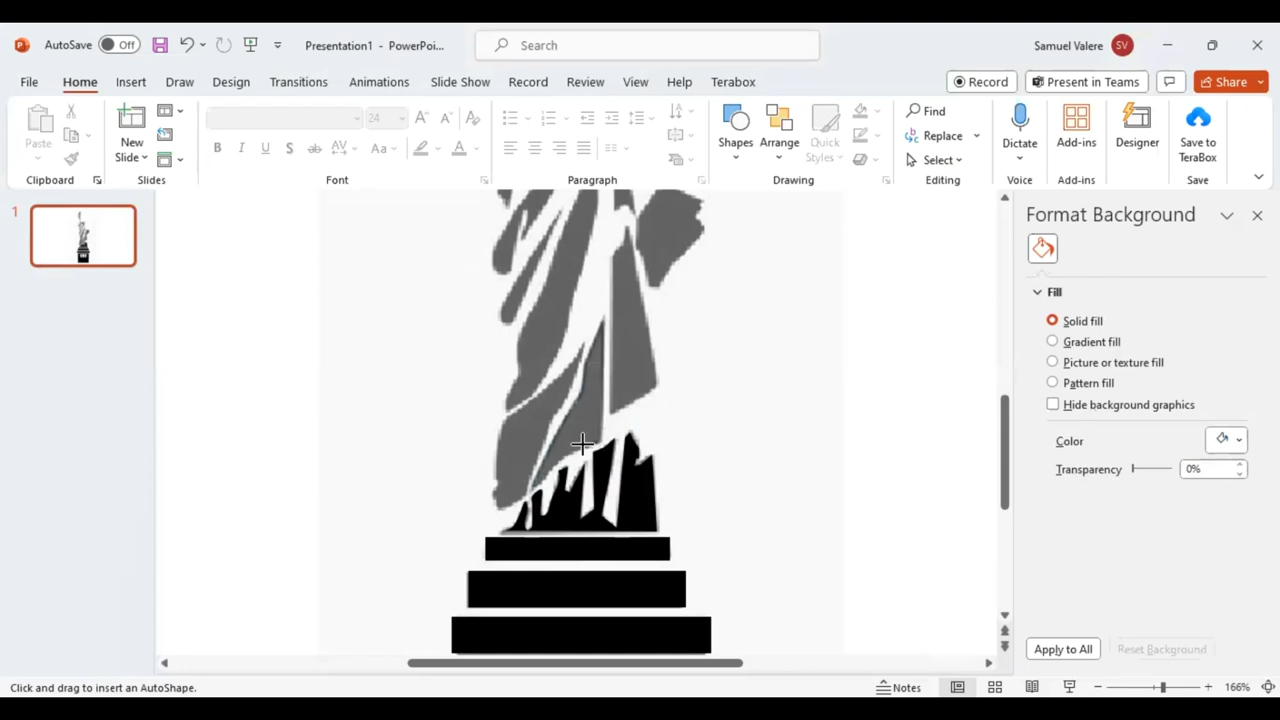 AutoSave Off Presentation1 - PowerPoi... Search Samuel Valere SV
File Home Insert Draw Design Transitions Animations Slide Show Record Review View Help Terabox Record Present in Teams Share
Paste New Slide 24 B I U S ab AV Aa A Shapes Arrange Quick Styles Find Replace Select Dictate Add-ins Designer Save to TeraBox
Clipboard Slides Font Paragraph Drawing Editing Voice Add-ins Save
1
Format Background
Fill
Solid fill
Gradient fill
Picture or texture fill
Pattern fill
Hide background graphics
Color
Transparency 0%
Apply to All Reset Background
Click and drag to insert an AutoShape. Notes 166%